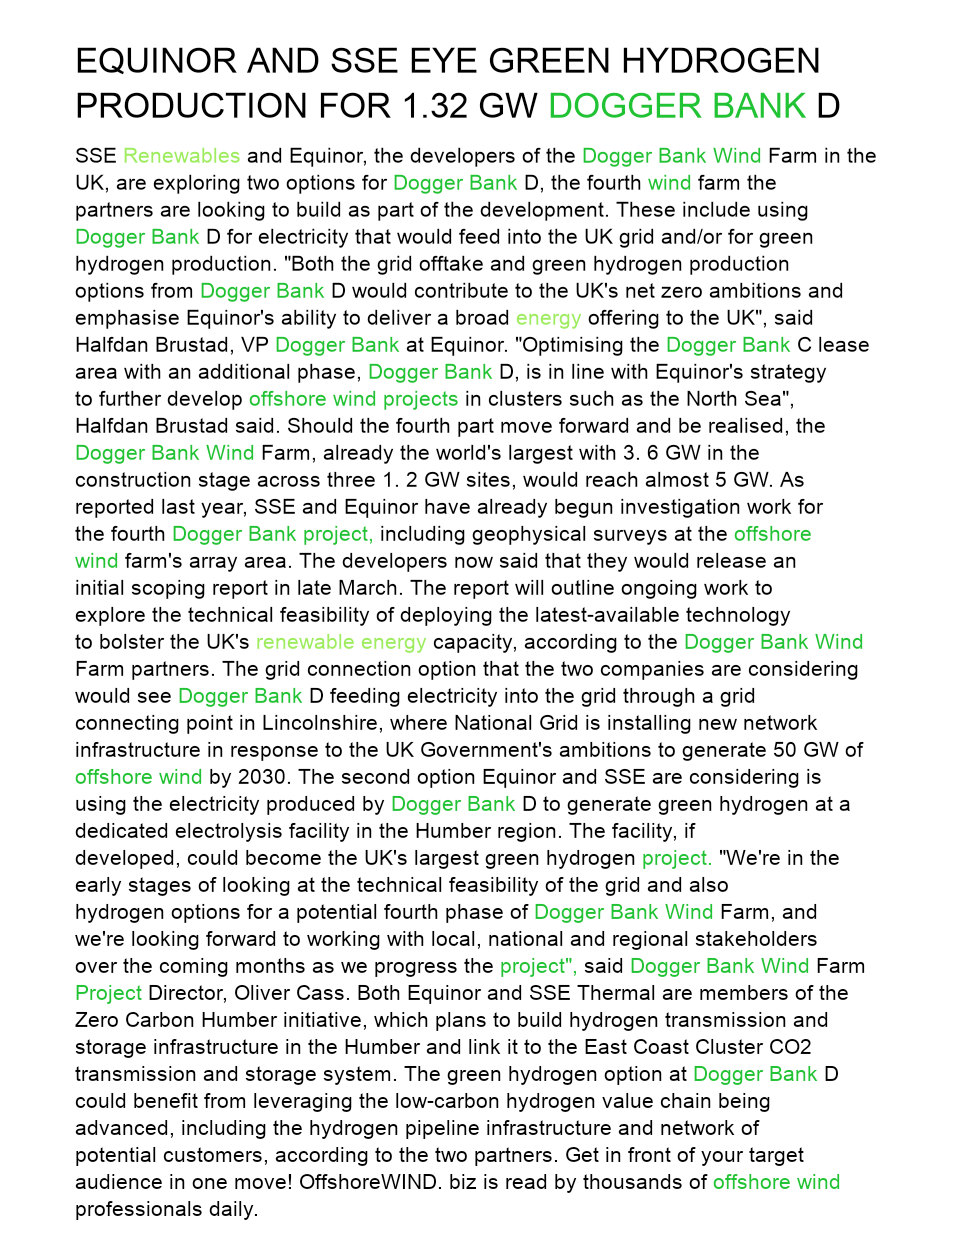 EQUINOR AND SSE EYE GREEN HYDROGEN
PRODUCTION FOR 1.32 GW DOGGER BANK D
SSE Renewables and Equinor, the developers of the Dogger Bank Wind Farm in the
UK, are exploring two options for Dogger Bank D, the fourth wind farm the
partners are looking to build as part of the development. These include using
Dogger Bank D for electricity that would feed into the UK grid and/or for green
hydrogen production. "Both the grid offtake and green hydrogen production
options from Dogger Bank D would contribute to the UK's net zero ambitions and
emphasise Equinor's ability to deliver a broad energy offering to the UK", said
Halfdan Brustad, VP Dogger Bank at Equinor. "Optimising the Dogger Bank C lease
area with an additional phase, Dogger Bank D, is in line with Equinor's strategy
to further develop offshore wind projects in clusters such as the North Sea",
Halfdan Brustad said. Should the fourth part move forward and be realised, the
Dogger Bank Wind Farm, already the world's largest with 3. 6 GW in the
construction stage across three 1. 2 GW sites, would reach almost 5 GW. As
reported last year, SSE and Equinor have already begun investigation work for
the fourth Dogger Bank project, including geophysical surveys at the offshore
wind farm's array area. The developers now said that they would release an
initial scoping report in late March. The report will outline ongoing work to
explore the technical feasibility of deploying the latest-available technology
to bolster the UK's renewable energy capacity, according to the Dogger Bank Wind
Farm partners. The grid connection option that the two companies are considering
would see Dogger Bank D feeding electricity into the grid through a grid
connecting point in Lincolnshire, where National Grid is installing new network
infrastructure in response to the UK Government's ambitions to generate 50 GW of
offshore wind by 2030. The second option Equinor and SSE are considering is
using the electricity produced by Dogger Bank D to generate green hydrogen at a
dedicated electrolysis facility in the Humber region. The facility, if
developed, could become the UK's largest green hydrogen project. "We're in the
early stages of looking at the technical feasibility of the grid and also
hydrogen options for a potential fourth phase of Dogger Bank Wind Farm, and
we're looking forward to working with local, national and regional stakeholders
over the coming months as we progress the project", said Dogger Bank Wind Farm
Project Director, Oliver Cass. Both Equinor and SSE Thermal are members of the
Zero Carbon Humber initiative, which plans to build hydrogen transmission and
storage infrastructure in the Humber and link it to the East Coast Cluster CO2
transmission and storage system. The green hydrogen option at Dogger Bank D
could benefit from leveraging the low-carbon hydrogen value chain being
advanced, including the hydrogen pipeline infrastructure and network of
potential customers, according to the two partners. Get in front of your target
audience in one move! OffshoreWIND. biz is read by thousands of offshore wind
professionals daily.